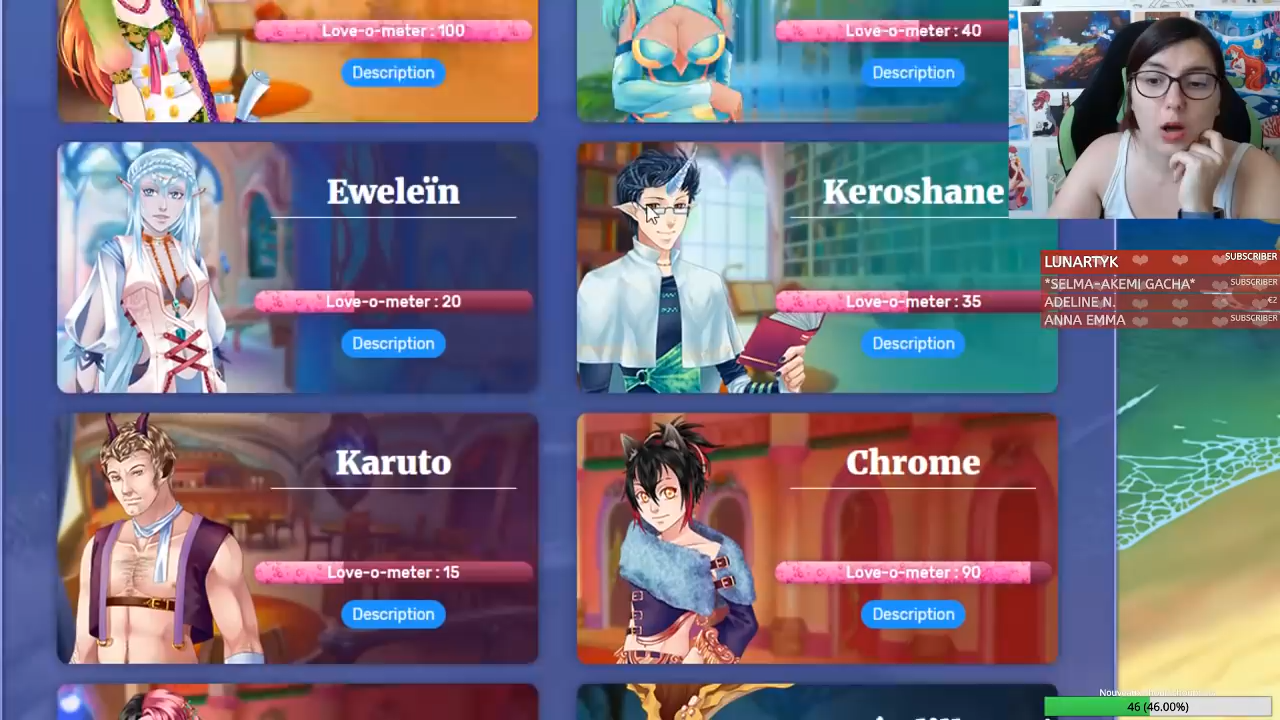 Love-o-meter : 100
Description
Love-o-meter : 40
Description
Eweleïn
Love-o-meter : 20
Description
Keroshane
Love-o-meter : 35
Description
Karuto
Love-o-meter : 15
Description
Chrome
Love-o-meter : 90
Description
LUNARTYK SUBSCRIBER
*SELMA-AKEMI GACHA* SUBSCRIBER
ADELINE N. €2
ANNA EMMA SUBSCRIBER
46 (46.00%)